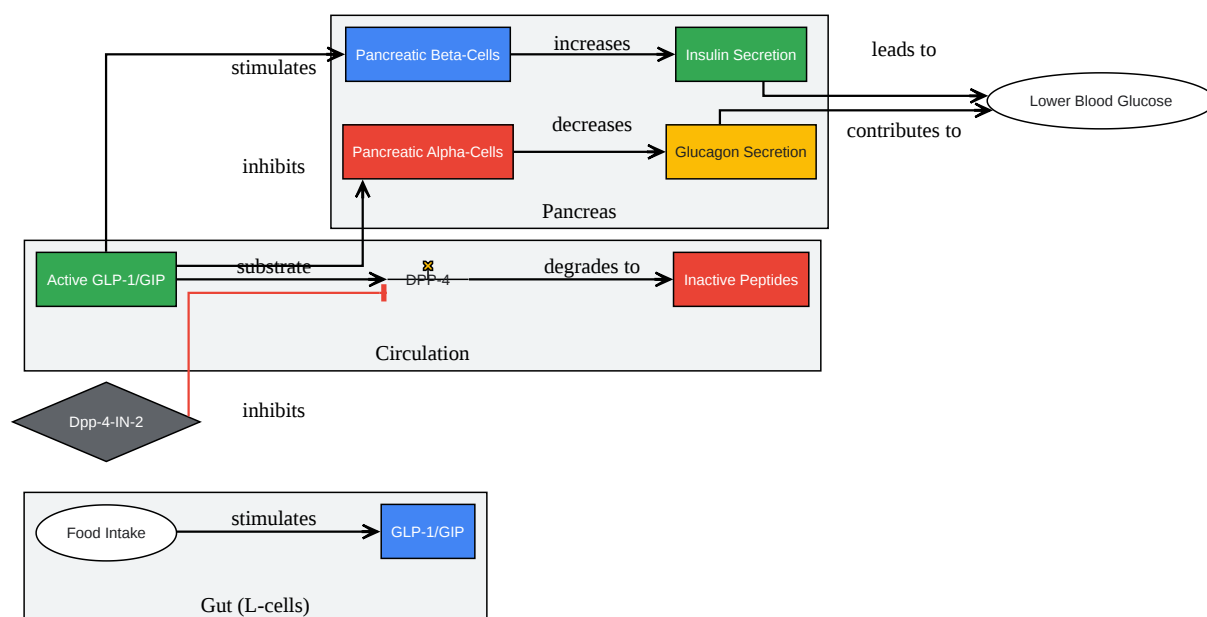 Pancreatic Beta-Cells
increases
Insulin Secretion
leads to
stimulates
Lower Blood Glucose
decreases
contributes to
inhibits
Pancreatic Alpha-Cells
Glucagon Secretion
Pancreas
Active GLP-1/GIP
substrate
DPP-4
degrades to
Inactive Peptides
Circulation
Dpp-4-IN-2
inhibits
Food Intake
stimulates
GLP-1/GIP
Gut (L-cells)